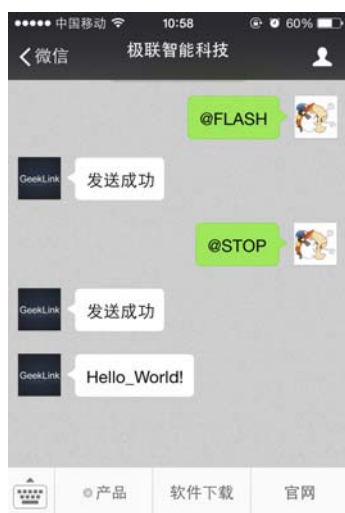 中国移动 10:58 60%
微信 极联智能科技
@FLASH
GeekLink 发送成功
@STOP
GeekLink 发送成功
GeekLink Hello_World!
产品 软件下载 官网